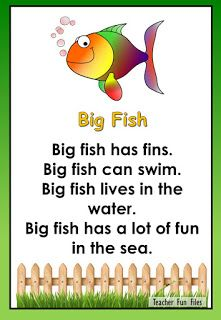 Big Fish
Big fish has fins.
Big fish can swim.
Big fish lives in the
water.
Big fish has a lot of fun
in the sea.
Teacher Fun Files